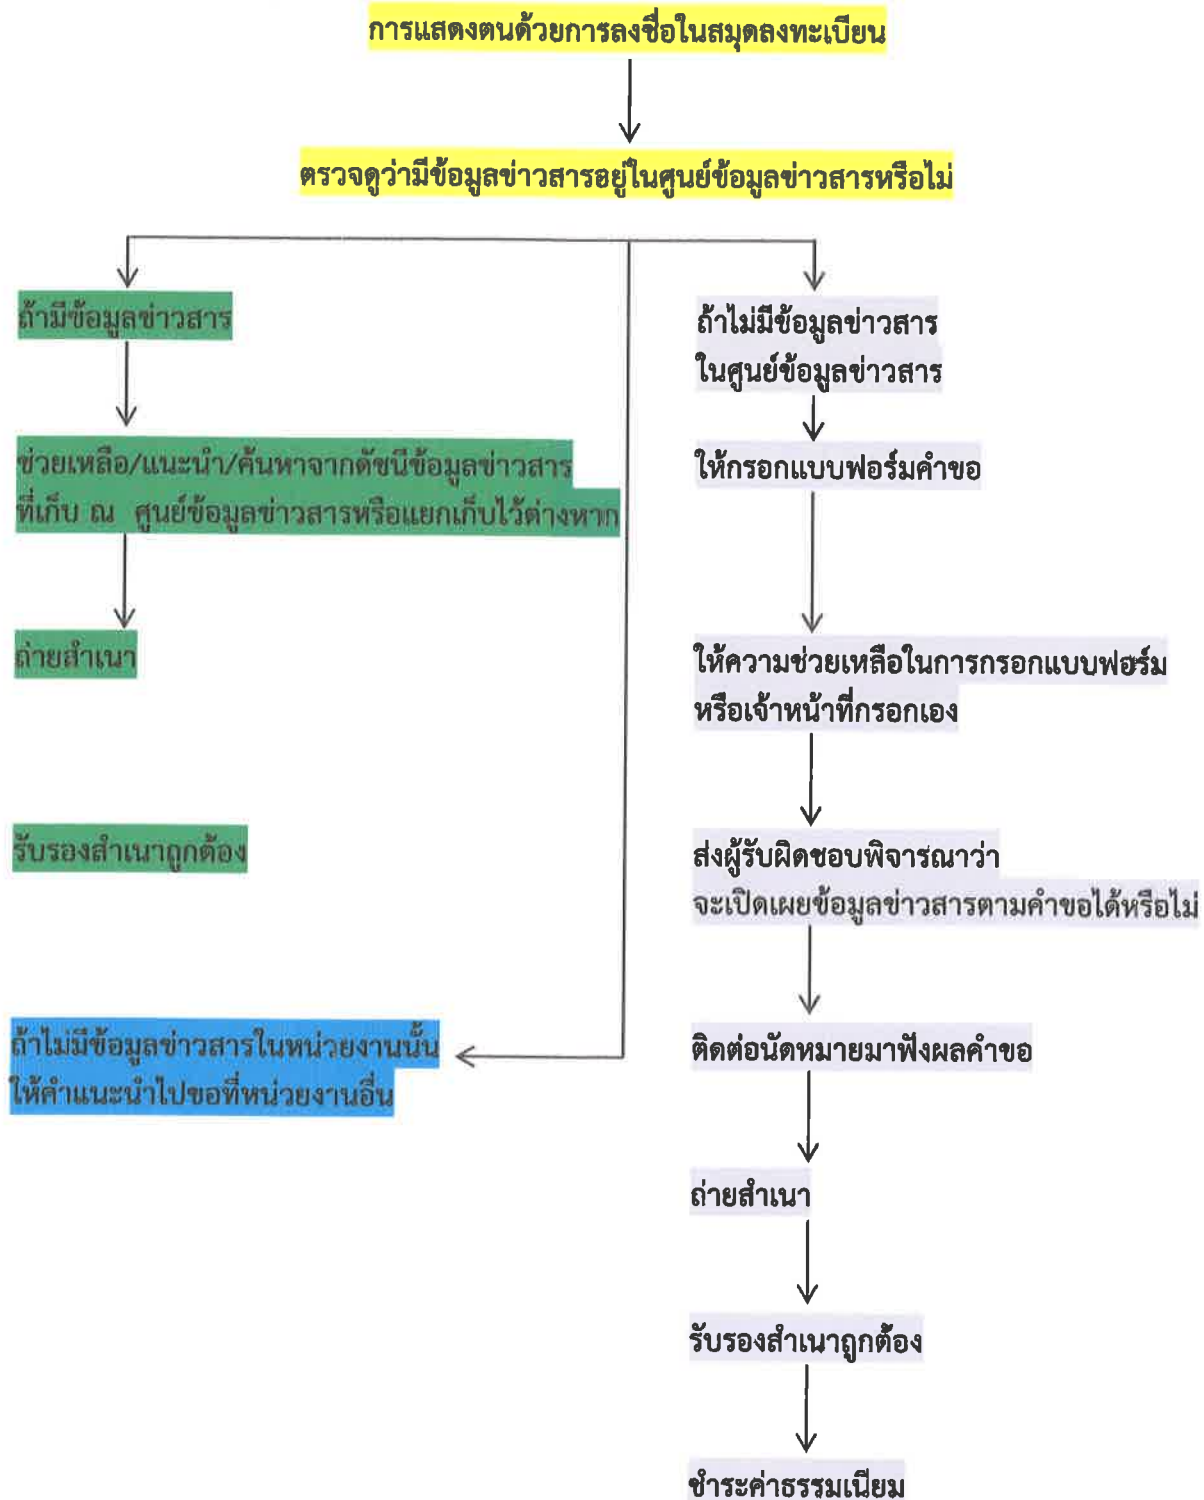 การแสดงตนด้วยการลงชื่อในสมุดลงทะเบียน
ตรวจดูว่ามีข้อมูลข่าวสารอยู่ในศูนย์ข้อมูลข่าวสารหรือไม่
ถ้ามีข้อมูลข่าวสาร
ช่วยเหลือ/แนะนำ/ค้นหาจากดัชนีข้อมูลข่าวสาร
ที่เก็บ ณ ศูนย์ข้อมูลข่าวสารหรือแยกเก็บไว้ต่างหาก
ถ่ายสำเนา
รับรองสำเนาถูกต้อง
ถ้าไม่มีข้อมูลข่าวสารในหน่วยงานนั้น
ให้คำแนะนำไปขอที่หน่วยงานอื่น
ถ้าไม่มีข้อมูลข่าวสาร
ในศูนย์ข้อมูลข่าวสาร
ให้กรอกแบบฟอร์มคำขอ
ให้ความช่วยเหลือในการกรอกแบบฟอร์ม
หรือเจ้าหน้าที่กรอกเอง
ส่งผู้รับผิดชอบพิจารณาว่า
จะเปิดเผยข้อมูลข่าวสารตามคำขอได้หรือไม่
ติดต่อนัดหมายมาฟังผลคำขอ
ถ่ายสำเนา
รับรองสำเนาถูกต้อง
ชำระค่าธรรมเนียม